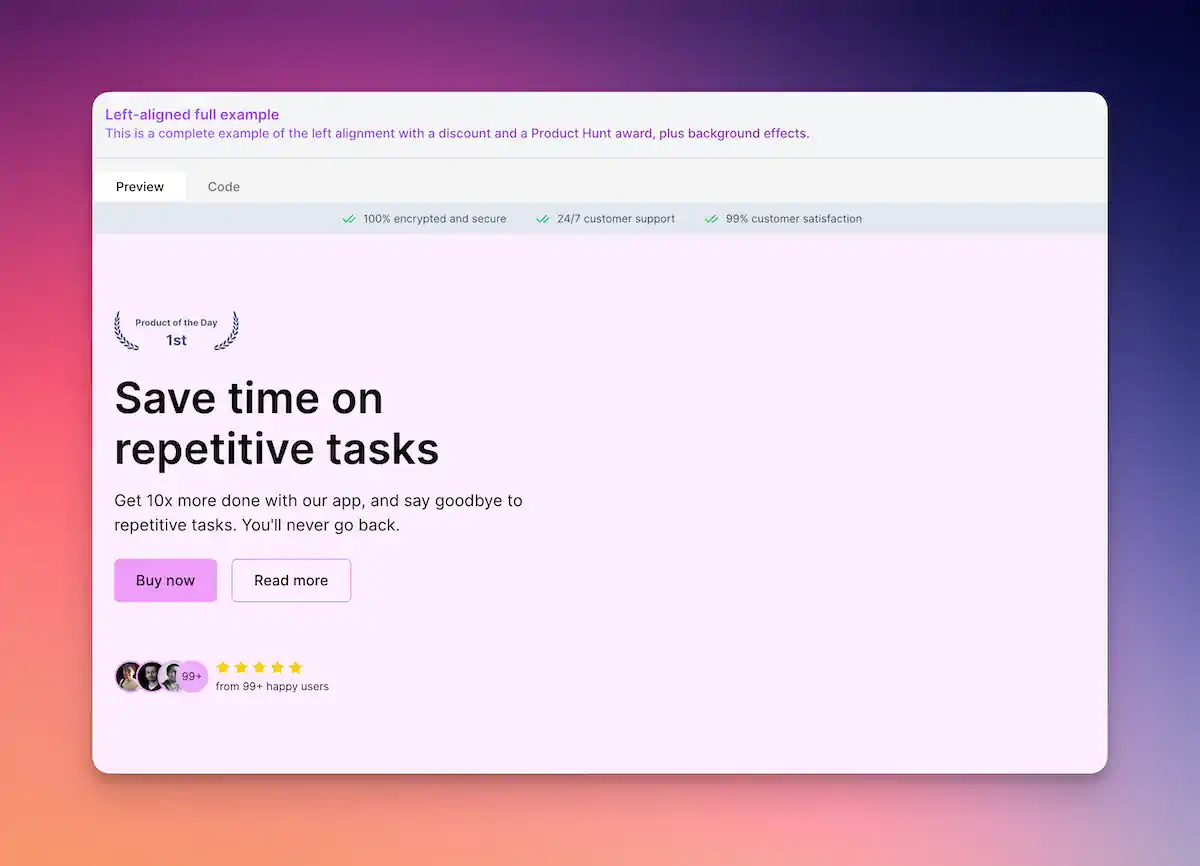 Left-aligned full example
This is a complete example of the left alignment with a discount and a Product Hunt award, plus background effects.
Preview Code
100% encrypted and secure 24/7 customer support 99% customer satisfaction
Product of the Day
1st
Save time on
repetitive tasks
Get 10x more done with our app, and say goodbye to
repetitive tasks. You'll never go back.
Buy now Read more
99+
from 99+ happy users